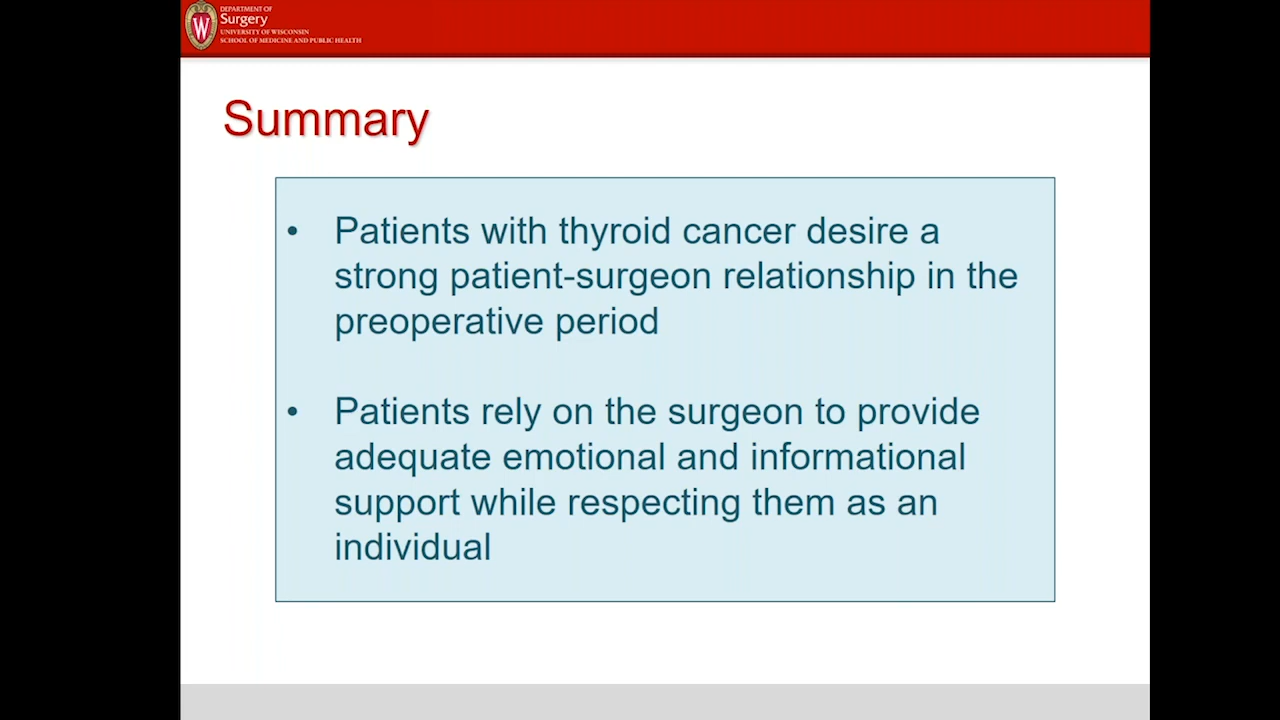 DEPARTMENT OF
Surgery
UNIVERSITY OF WISCONSIN
SCHOOL OF MEDICINE AND PUBLIC HEALTH
Summary
• Patients with thyroid cancer desire a
strong patient-surgeon relationship in the
preoperative period
• Patients rely on the surgeon to provide
adequate emotional and informational
support while respecting them as an
individual